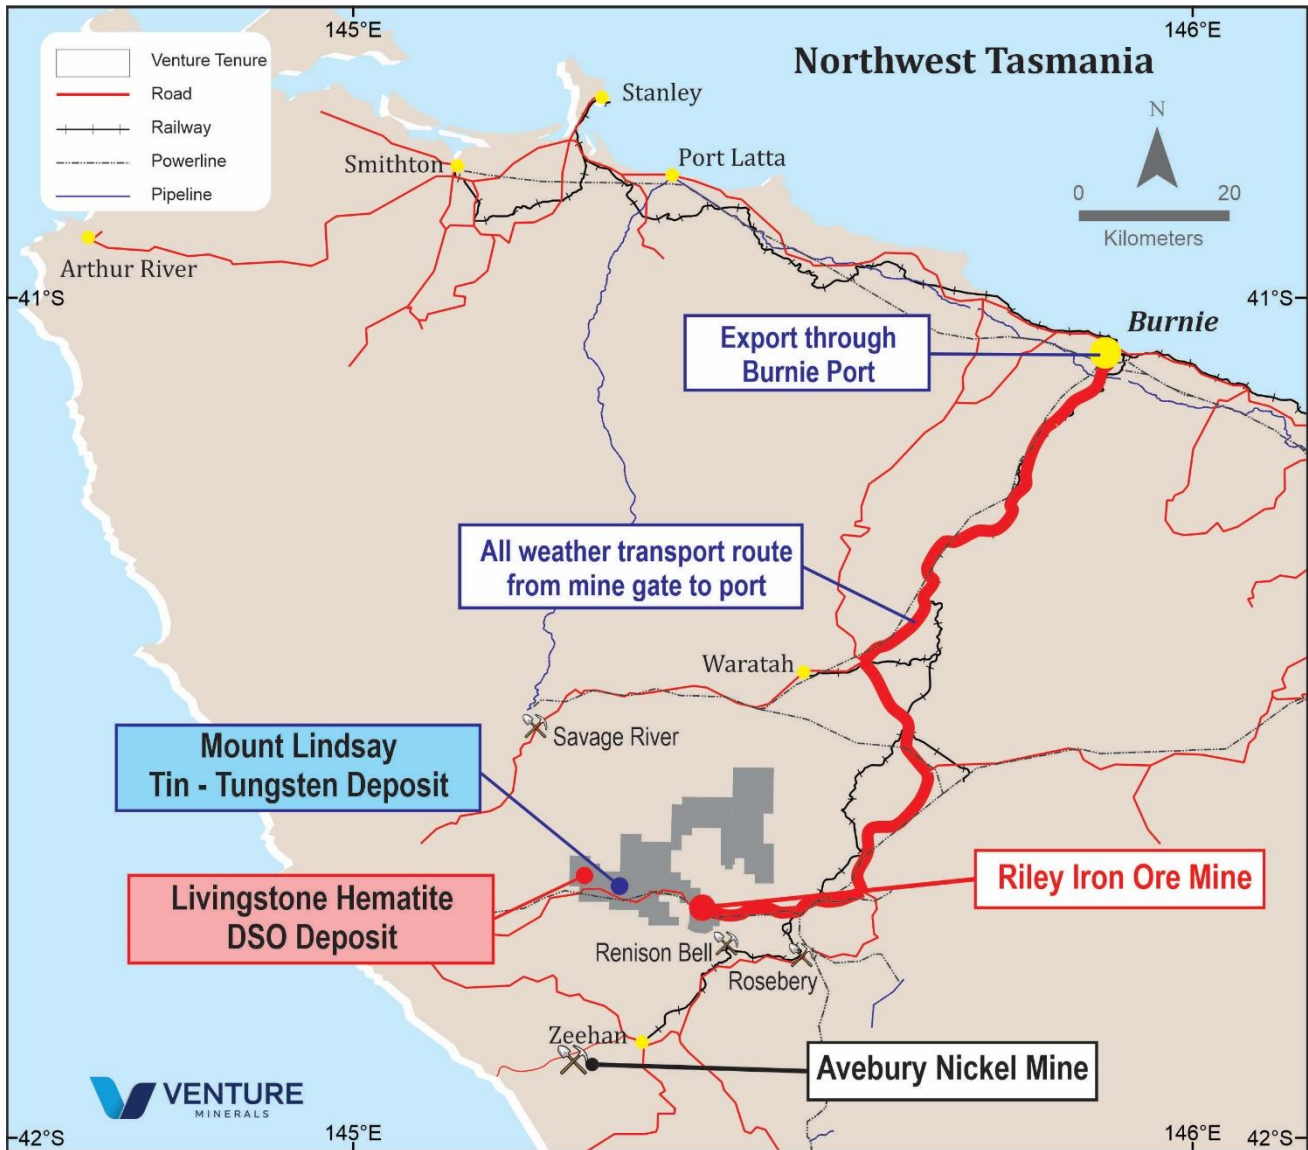 145°E
146°E
Northwest Tasmania
Venture Tenure
Road
Railway
Powerline
Pipeline
N
0
20
Kilometers
Stanley
Smithton
Port Latta
Arthur River
41°S
41°S
Burnie
Export through
Burnie Port
All weather transport route
from mine gate to port
Waratah
Savage River
Mount Lindsay
Tin - Tungsten Deposit
Livingstone Hematite
DSO Deposit
Riley Iron Ore Mine
Renison Bell
Rosebery
Zeehan
Avebury Nickel Mine
VENTURE
MINERALS
42°S
145°E
146°E
42°S